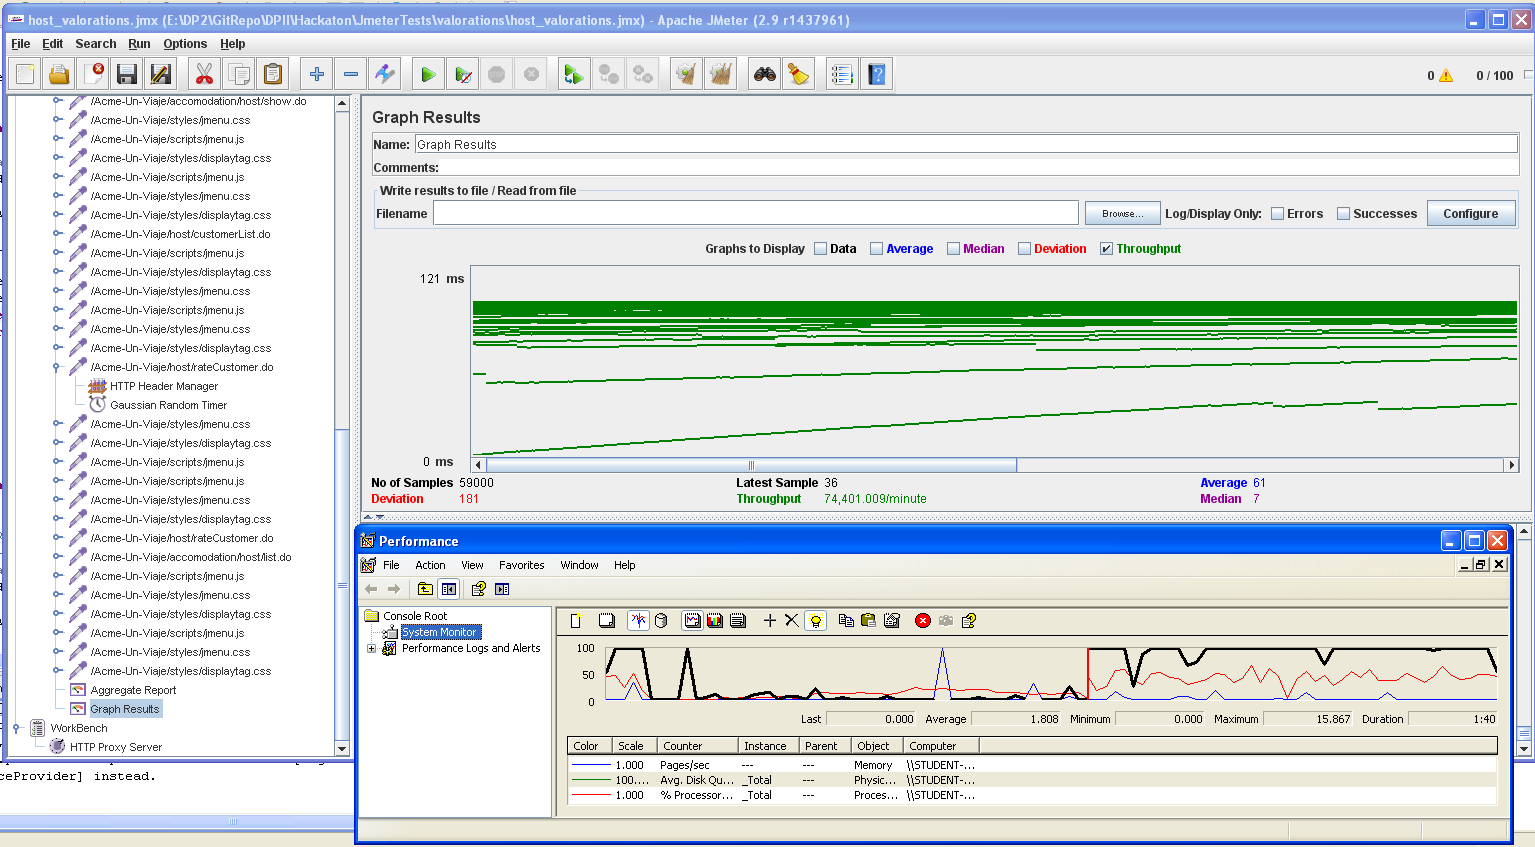 host_valorations.jmx (E:\DP2\GitRepo\DPII\Hackaton\JmeterTests\valorations\host_valorations.jmx) - Apache JMeter (2.9 r1437961)
File Edit Search Run Options Help
0 0 / 100
/Acme-Un-Viaje/accomodation/host/show.do
/Acme-Un-Viaje/styles/jmenu.css
/Acme-Un-Viaje/scripts/jmenu.js
/Acme-Un-Viaje/styles/displaytag.css
/Acme-Un-Viaje/scripts/jmenu.js
/Acme-Un-Viaje/styles/jmenu.css
/Acme-Un-Viaje/styles/displaytag.css
/Acme-Un-Viaje/host/customerList.do
/Acme-Un-Viaje/scripts/jmenu.js
/Acme-Un-Viaje/styles/displaytag.css
/Acme-Un-Viaje/styles/jmenu.css
/Acme-Un-Viaje/scripts/jmenu.js
/Acme-Un-Viaje/styles/jmenu.css
/Acme-Un-Viaje/styles/displaytag.css
/Acme-Un-Viaje/host/rateCustomer.do
HTTP Header Manager
Gaussian Random Timer
/Acme-Un-Viaje/styles/jmenu.css
/Acme-Un-Viaje/styles/displaytag.css
/Acme-Un-Viaje/scripts/jmenu.js
/Acme-Un-Viaje/scripts/jmenu.js
/Acme-Un-Viaje/styles/jmenu.css
/Acme-Un-Viaje/styles/displaytag.css
/Acme-Un-Viaje/host/rateCustomer.do
/Acme-Un-Viaje/accomodation/host/list.do
/Acme-Un-Viaje/scripts/jmenu.js
/Acme-Un-Viaje/styles/jmenu.css
/Acme-Un-Viaje/styles/displaytag.css
/Acme-Un-Viaje/scripts/jmenu.js
/Acme-Un-Viaje/styles/jmenu.css
/Acme-Un-Viaje/styles/displaytag.css
Aggregate Report
Graph Results
WorkBench
HTTP Proxy Server
ceProvider] instead.
Graph Results
Name: Graph Results
Comments:
Write results to file / Read from file
Filename Browse... Log/Display Only: Errors Successes Configure
Graphs to Display Data Average Median Deviation Throughput
121 ms
0 ms
No of Samples 59000 Latest Sample 36 Average 61
Deviation 181 Throughput 74,401.009/minute Median 7
Performance
File Action View Favorites Window Help
Console Root
System Monitor
Performance Logs and Alerts
100
50
0
Last 0.000 Average 1.808 Minimum 0.000 Maximum 15.867 Duration 1:40
Color Scale Counter Instance Parent Object Computer
1.000 Pages/sec --- --- Memory \\STUDENT-...
100.... Avg. Disk Qu... _Total --- Physic... \\STUDENT-...
1.000 % Processor... _Total --- Proces... \\STUDENT-...